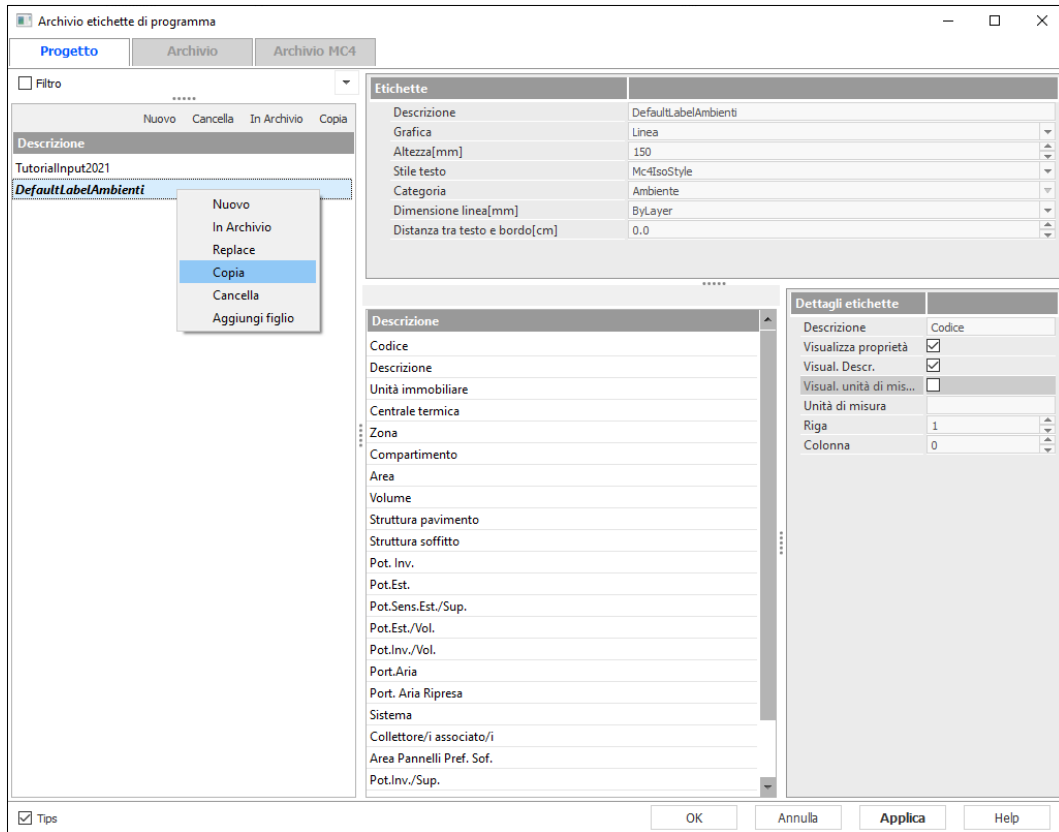 Archivio etichette di programma
Progetto Archivio Archivio MC4
Filtro
Nuovo Cancella In Archivio Copia
Descrizione
TutorialInput2021
DefaultLabelAmbienti
Nuovo
In Archivio
Replace
Copia
Cancella
Aggiungi figlio
Etichette
Descrizione DefaultLabelAmbienti
Grafica Linea
Altezza[mm] 150
Stile testo Mc4IsoStyle
Categoria Ambiente
Dimensione linea[mm] ByLayer
Distanza tra testo e bordo[cm] 0.0
Descrizione
Codice
Descrizione
Unità immobiliare
Centrale termica
Zona
Compartimento
Area
Volume
Struttura pavimento
Struttura soffitto
Pot. Inv.
Pot.Est.
Pot.Sens.Est./Sup.
Pot.Est./Vol.
Pot.Inv./Vol.
Port.Aria
Port. Aria Ripresa
Sistema
Collettore/i associato/i
Area Pannelli Pref. Sof.
Pot.Inv./Sup.
Dettagli etichette
Descrizione Codice
Visualizza proprietà
Visual. Descr.
Visual. unità di mis...
Unità di misura
Riga 1
Colonna 0
Tips
OK Annulla Applica Help